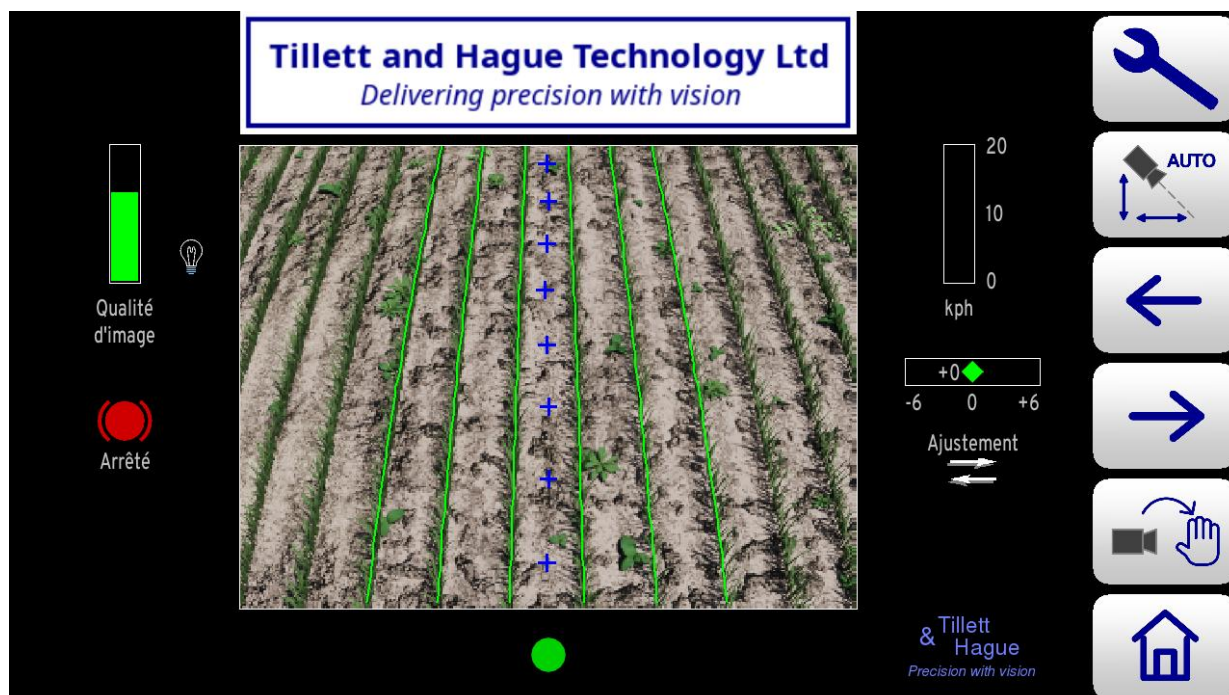 Tillett and Hague Technology Ltd
Delivering precision with vision
AUTO
20
10
0
kph
Qualité
d'image
+0
-6 0 +6
Arrêté
Ajustement
& Tillett
Hague
Precision with vision